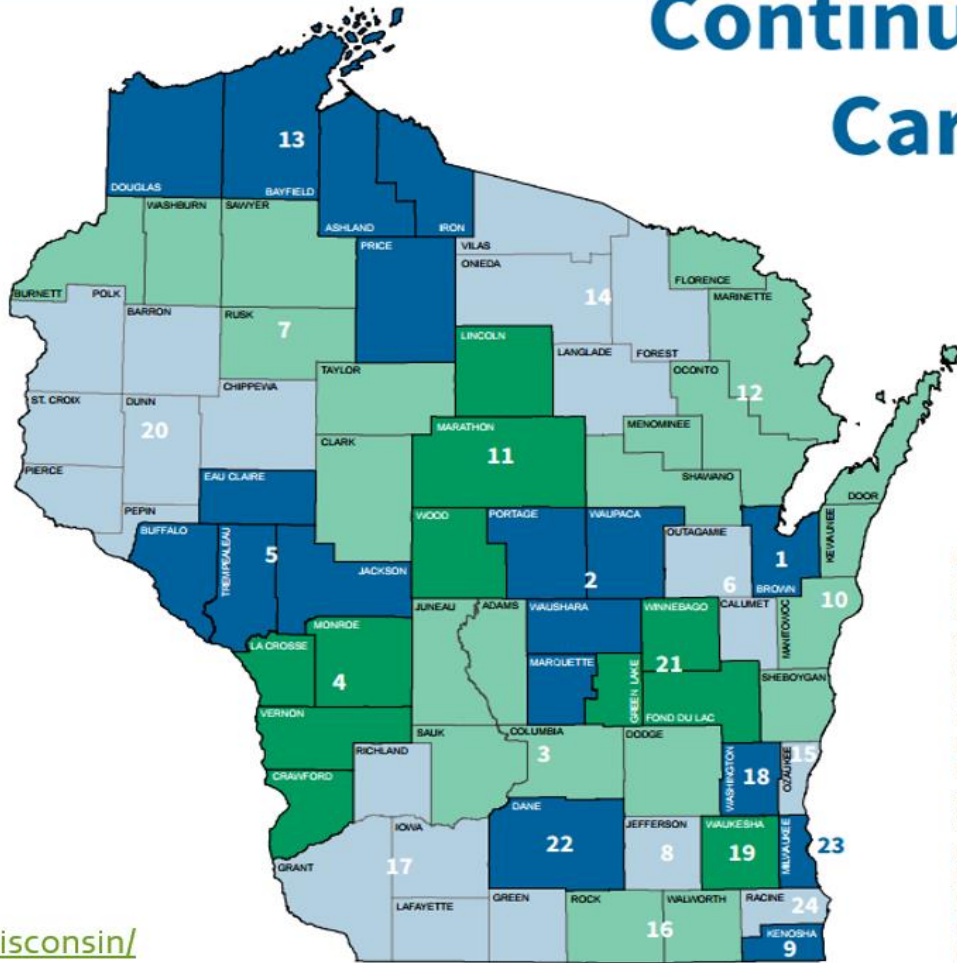 Continu
Car
13
DOUGLAS
BAYFIELD
ASHLAND
IRON
WASHBURN
SAWYER
PRICE
VILAS
ONIEDA
FLORENCE
BURNETT
POLK
MARINETTE
BARRON
RUSK
7
14
LINCOLN
LANGLADE
FOREST
TAYLOR
OCONTO
CHIPPEWA
12
ST. CROIX
DUNN
20
MARATHON
MENOMINEE
CLARK
11
PIERCE
EAU CLAIRE
SHAWANO
DOOR
PEPIN
WOOD
PORTAGE
WAUPACA
KEWAUNEE
BUFFALO
OUTAGAMIE
TREMPEALEAU
5
1
JACKSON
2
6
BROWN
JUNEAU
ADAMS
WAUSHARA
WINNEBAGO
CALUMET
10
MONROE
MANITOWOC
LA CROSSE
MARQUETTE
21
4
GREEN LAKE
SHEBOYGAN
VERNON
FOND DU LAC
SAUK
COLUMBIA
DODGE
RICHLAND
3
15
WASHINGTON
18
OZAUKEE
CRAWFORD
DANE
IOWA
JEFFERSON
WAUKESHA
MILWAUKEE
23
22
8
19
GRANT
17
LAFAYETTE
GREEN
ROCK
WALWORTH
RACINE
24
16
KENOSHA
9
isconsin/